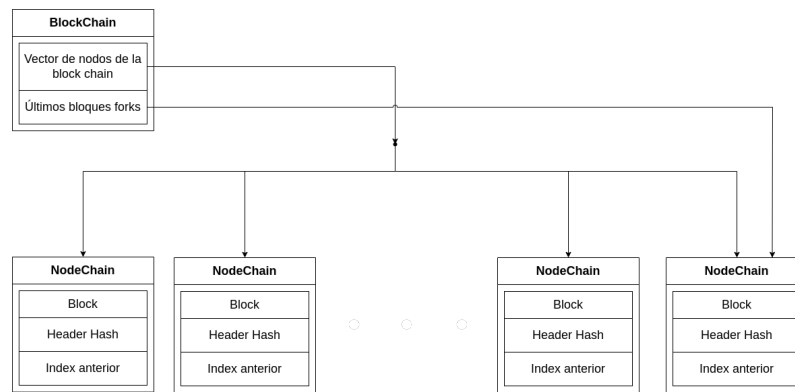 BlockChain
Vector de nodos de la
block chain
Últimos bloques forks
NodeChain
NodeChain
NodeChain
NodeChain
Block
Block
Block
Block
Header Hash
Header Hash
Header Hash
Header Hash
Index anterior
Index anterior
Index anterior
Index anterior